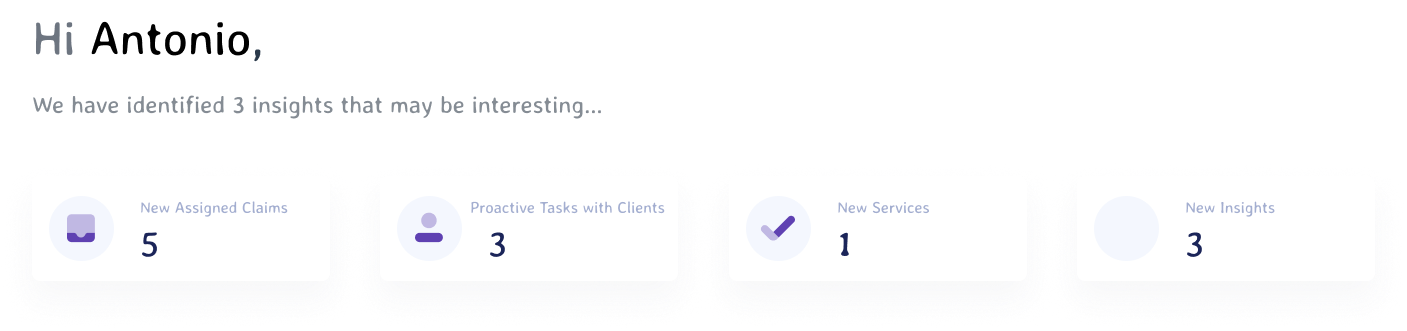 Hi Antonio,
We have identified 3 insights that may be interesting...
New Assigned Claims
5
Proactive Tasks with Clients
3
New Services
1
New Insights
3